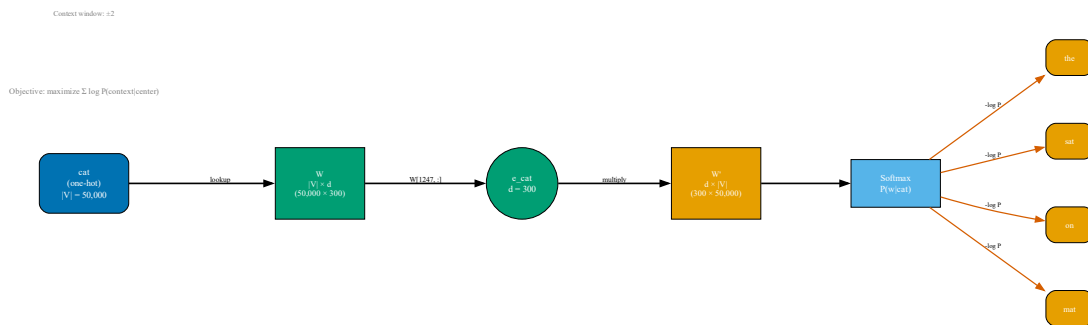 Context window: ±2
Objective: maximize Σ log P(context|center)
cat
(one-hot)
|V| = 50,000
lookup
W
|V| × d
(50,000 × 300)
W[1247, :]
e_cat
d = 300
multiply
W'
d × |V|
(300 × 50,000)
Softmax
P(w|cat)
-log P
-log P
-log P
-log P
the
sat
on
mat